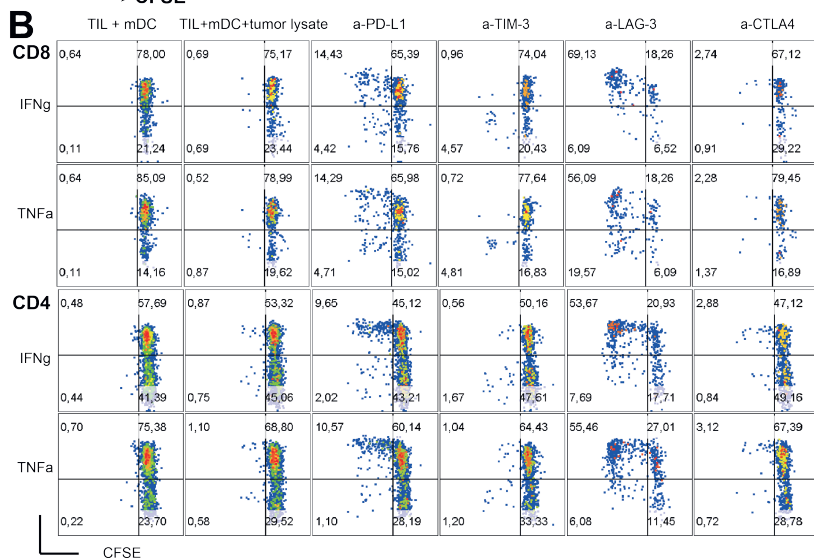 > CFSE
B
TIL + mDC TIL+mDC+tumor lysate a-PD-L1 a-TIM-3 a-LAG-3 a-CTLA4
CD8
0,64 78,00 0,69 75,17 14,43 65,39 0,96 74,04 69,13 18,26 2,74 67,12
IFNg
0,11 21,24 0,69 23,44 4,42 15,76 4,57 20,43 6,09 6,52 0,91 29,22
0,64 85,09 0,52 78,99 14,29 65,98 0,72 77,64 56,09 18,26 2,28 79,45
TNFa
0,11 14,16 0,87 19,62 4,71 15,02 4,81 16,83 19,57 6,09 1,37 16,89
CD4
0,48 57,69 0,87 53,32 9,65 45,12 0,56 50,16 53,67 20,93 2,88 47,12
IFNg
0,44 41,39 0,75 45,06 2,02 43,21 1,67 47,61 7,69 17,71 0,84 49,16
0,70 75,38 1,10 68,80 10,57 60,14 1,04 64,43 55,46 27,01 3,12 67,39
TNFa
0,22 23,70 0,58 29,52 1,10 28,19 1,20 33,33 6,08 11,45 0,72 28,78
CFSE